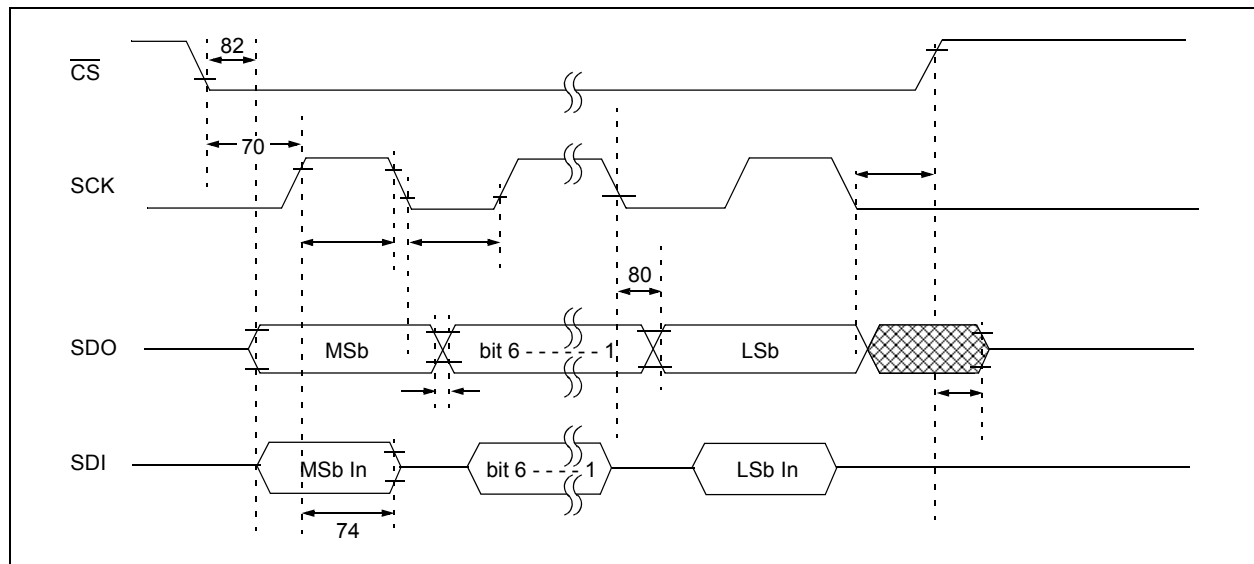 82
C̅S̅
70
SCK
80
SDO
MSb
bit 6 - - - - - - 1
LSb
SDI
MSb In
bit 6 - - - - 1
LSb In
74